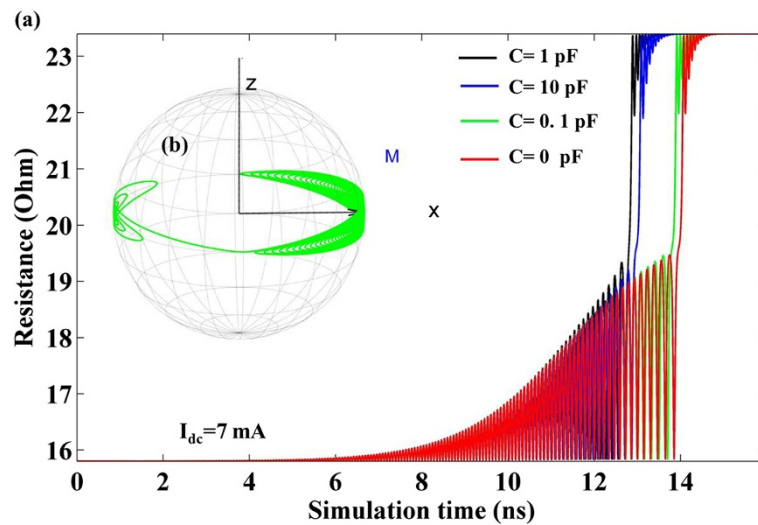 (a)
Resistance (Ohm)
23
22
21
20
19
18
17
16
Z
(b)
M
X
C= 1 pF
C= 10 pF
C= 0. 1 pF
C= 0 pF
I_dc=7 mA
0 2 4 6 8 10 12 14
Simulation time (ns)